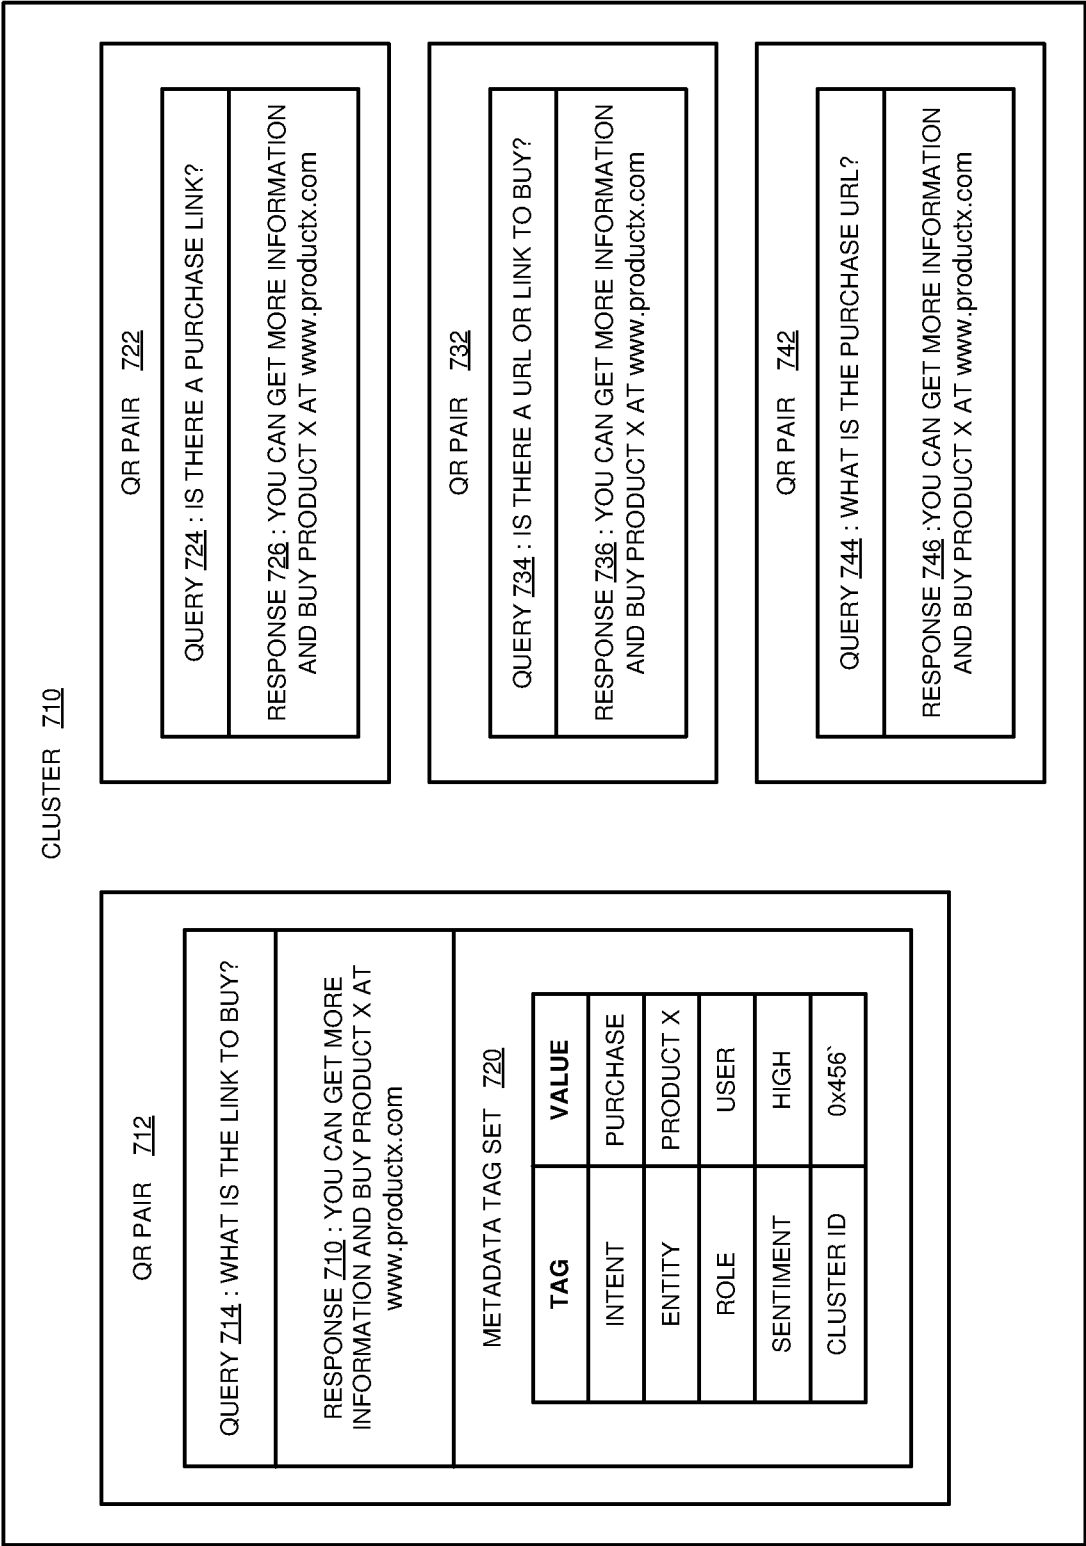 CLUSTER 710
QR PAIR 712
QUERY 714 : WHAT IS THE LINK TO BUY?
RESPONSE 710 : YOU CAN GET MORE
INFORMATION AND BUY PRODUCT X AT
www.productx.com
METADATA TAG SET 720
TAG VALUE
INTENT PURCHASE
ENTITY PRODUCT X
ROLE USER
SENTIMENT HIGH
CLUSTER ID 0x456`
QR PAIR 722
QUERY 724 : IS THERE A PURCHASE LINK?
RESPONSE 726 : YOU CAN GET MORE INFORMATION
AND BUY PRODUCT X AT www.productx.com
QR PAIR 732
QUERY 734 : IS THERE A URL OR LINK TO BUY?
RESPONSE 736 : YOU CAN GET MORE INFORMATION
AND BUY PRODUCT X AT www.productx.com
QR PAIR 742
QUERY 744 : WHAT IS THE PURCHASE URL?
RESPONSE 746 :YOU CAN GET MORE INFORMATION
AND BUY PRODUCT X AT www.productx.com